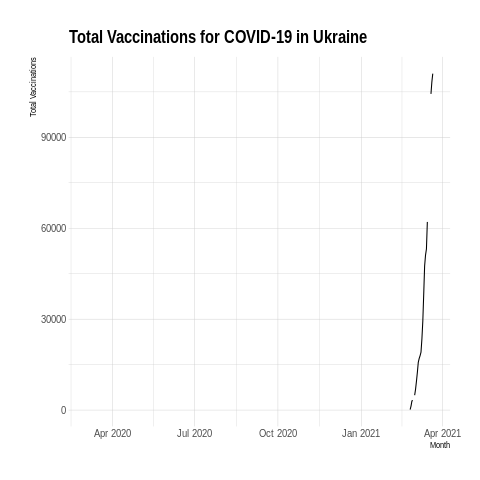 Total Vaccinations for COVID-19 in Ukraine
Total Vaccinations
90000
60000
30000
0
Apr 2020 Jul 2020 Oct 2020 Jan 2021 Apr 2021
Month